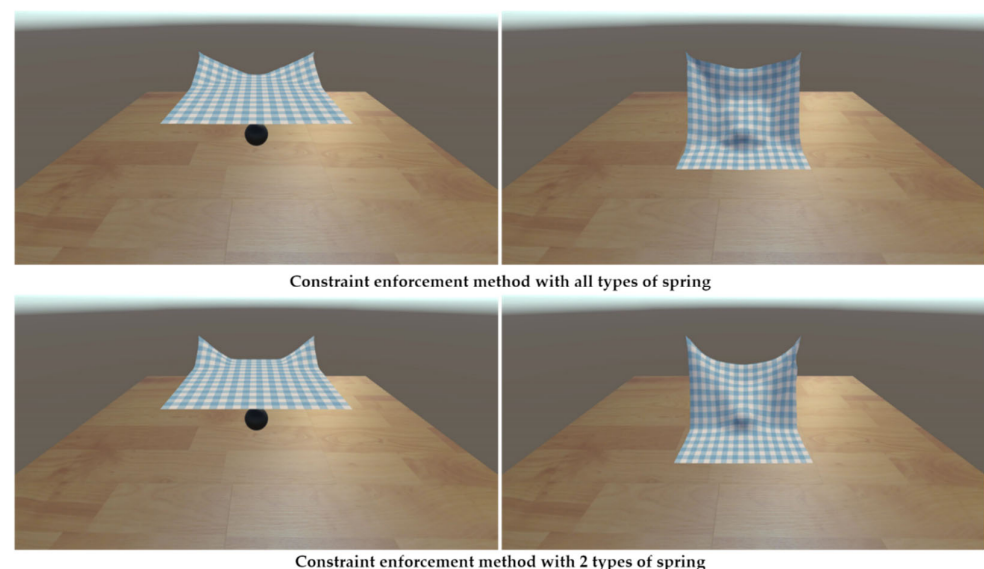 Constraint enforcement method with all types of spring
Constraint enforcement method with 2 types of spring